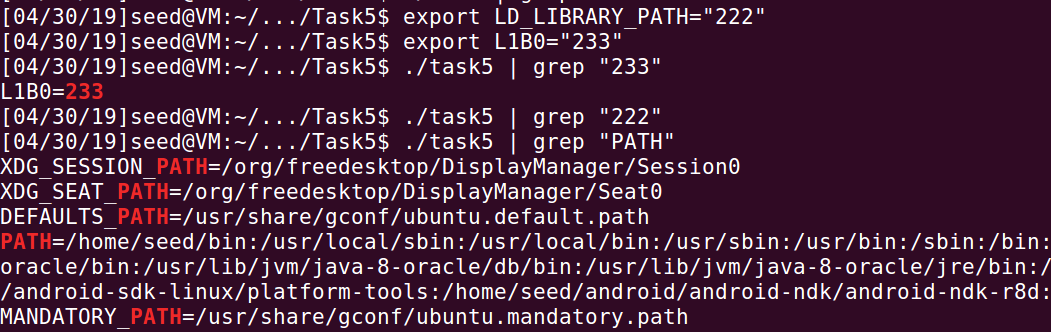 [04/30/19]seed@VM:~/.../Task5$ export LD_LIBRARY_PATH="222"
[04/30/19]seed@VM:~/.../Task5$ export L1B0="233"
[04/30/19]seed@VM:~/.../Task5$ ./task5 | grep "233"
L1B0=233
[04/30/19]seed@VM:~/.../Task5$ ./task5 | grep "222"
[04/30/19]seed@VM:~/.../Task5$ ./task5 | grep "PATH"
XDG_SESSION_PATH=/org/freedesktop/DisplayManager/Session0
XDG_SEAT_PATH=/org/freedesktop/DisplayManager/Seat0
DEFAULTS_PATH=/usr/share/gconf/ubuntu.default.path
PATH=/home/seed/bin:/usr/local/sbin:/usr/local/bin:/usr/sbin:/usr/bin:/sbin:/bin:
oracle/bin:/usr/lib/jvm/java-8-oracle/db/bin:/usr/lib/jvm/java-8-oracle/jre/bin:/
/android-sdk-linux/platform-tools:/home/seed/android/android-ndk/android-ndk-r8d:
MANDATORY_PATH=/usr/share/gconf/ubuntu.mandatory.path